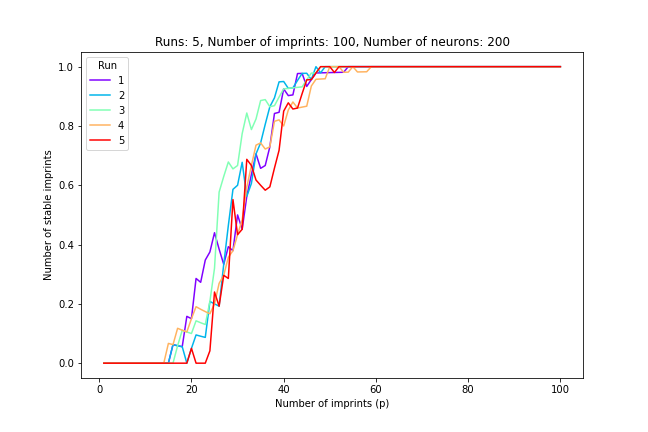 Runs: 5, Number of imprints: 100, Number of neurons: 200
Run
1
2
3
4
5
Number of stable imprints
1.0
0.8
0.6
0.4
0.2
0.0
0 20 40 60 80 100
Number of imprints (p)